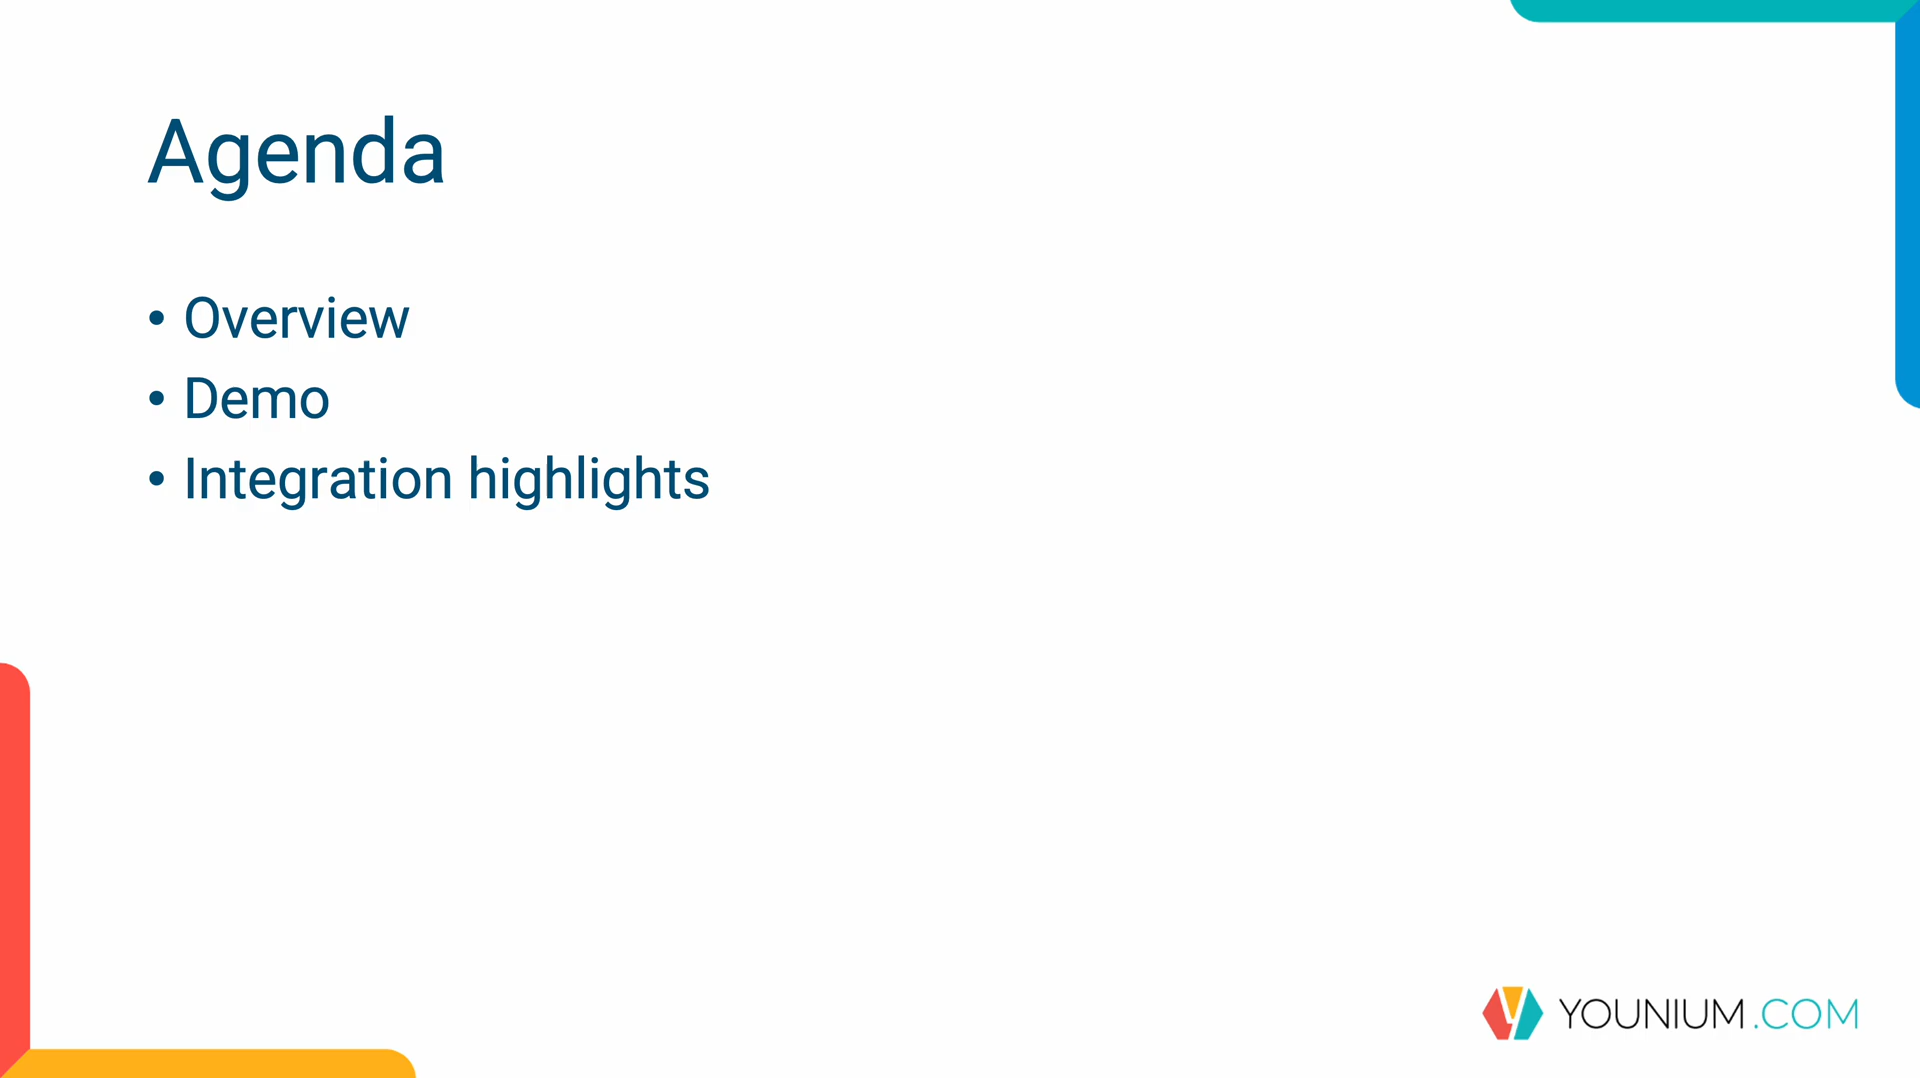 Agenda
• Overview
• Demo
• Integration highlights
YOUNIUM.COM